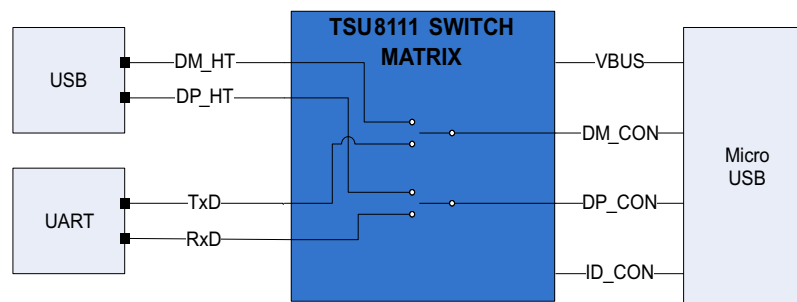 TSU8111 SWITCH
MATRIX
USB
DM_HT
DP_HT
UART
TxD
RxD
VBUS
DM_CON
DP_CON
ID_CON
Micro
USB